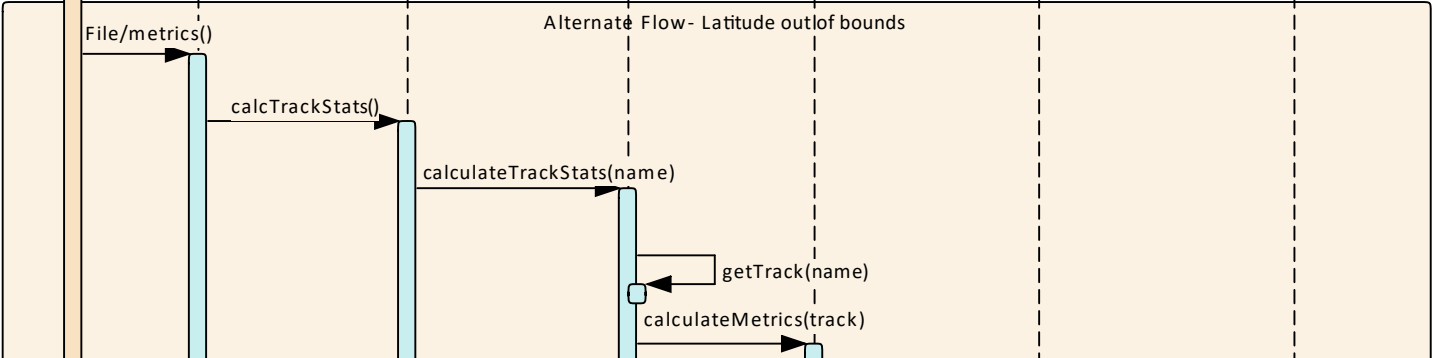 Alternate Flow- Latitude out of bounds
File/metrics()
calcTrackStats()
calculateTrackStats(name)
getTrack(name)
calculateMetrics(track)